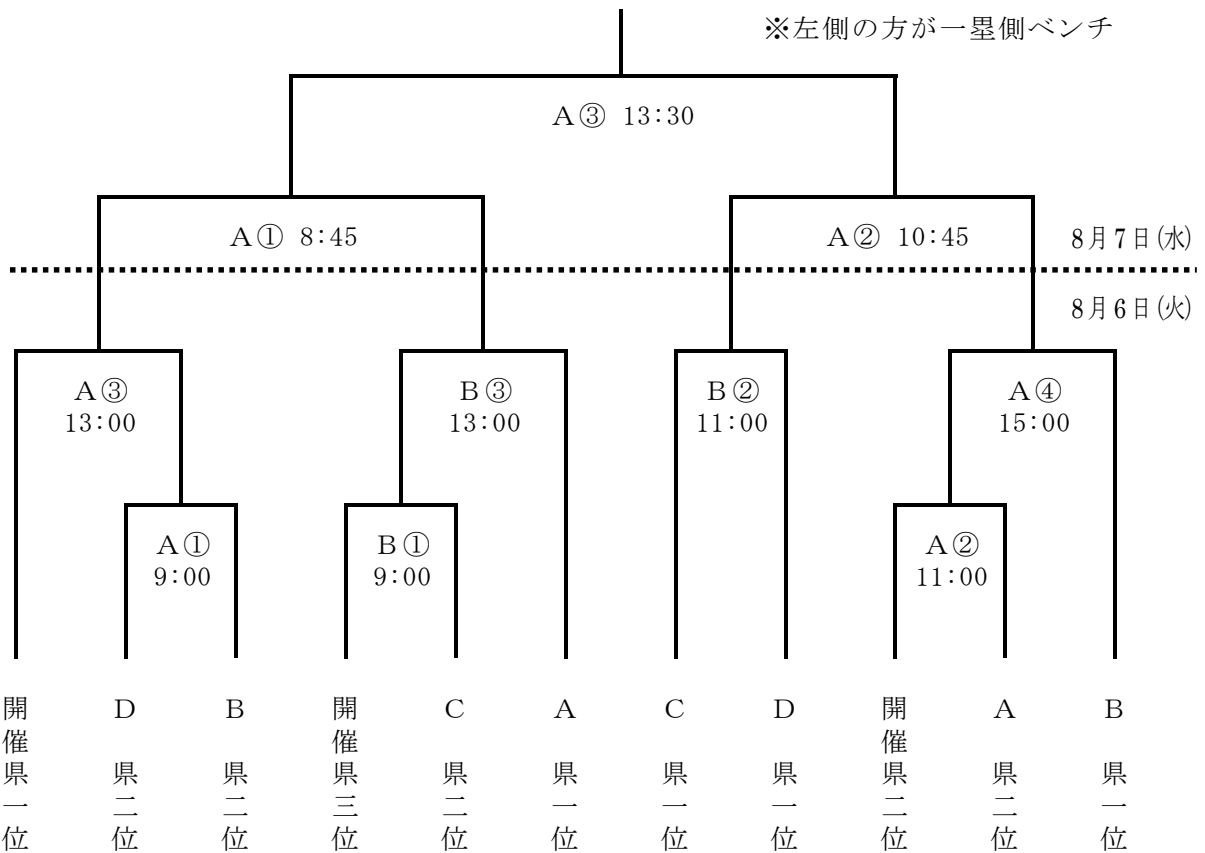 ※左側の方が一塁側ベンチ
A③ 13:30
A① 8:45
A② 10:45
8月7日(水)
8月6日(火)
A③
13:00
B③
13:00
B②
11:00
A④
15:00
A①
9:00
B①
9:00
A②
11:00
開催県一位
D県二位
B県二位
開催県三位
C県二位
A県一位
C県一位
D県一位
開催県二位
A県二位
B県一位